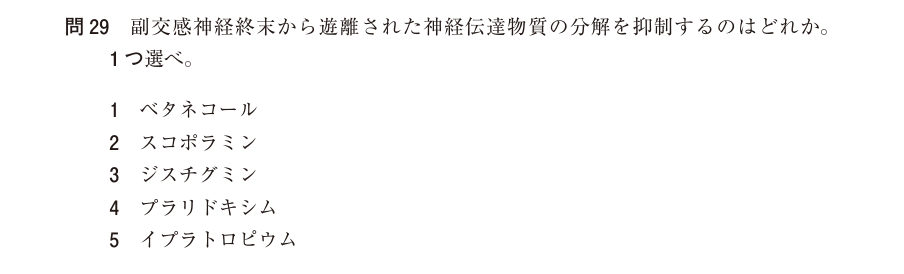 問29 副交感神経終末から遊離された神経伝達物質の分解を抑制するのはどれか。
1つ選べ。
1 ベタネコール
2 スコポラミン
3 ジスチグミン
4 プラリドキシム
5 イプラトロピウム